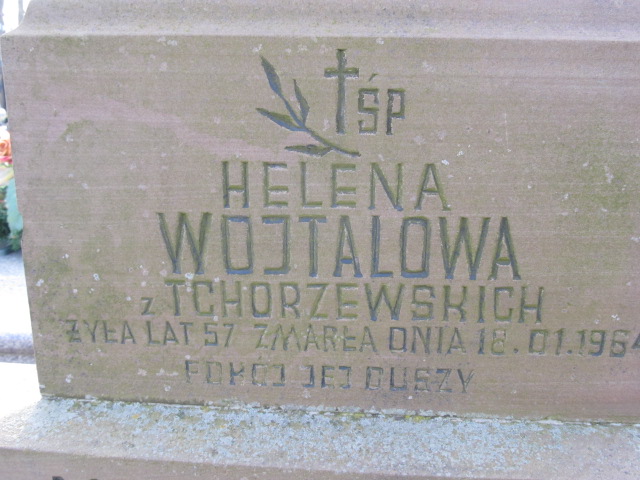 ŚP
HELENA
WOJTALOWA
z TCHORZEWSKICH
ŻYŁA LAT 57 ZMARŁA DNIA 18.01.1964
POKÓJ JEJ DUSZY